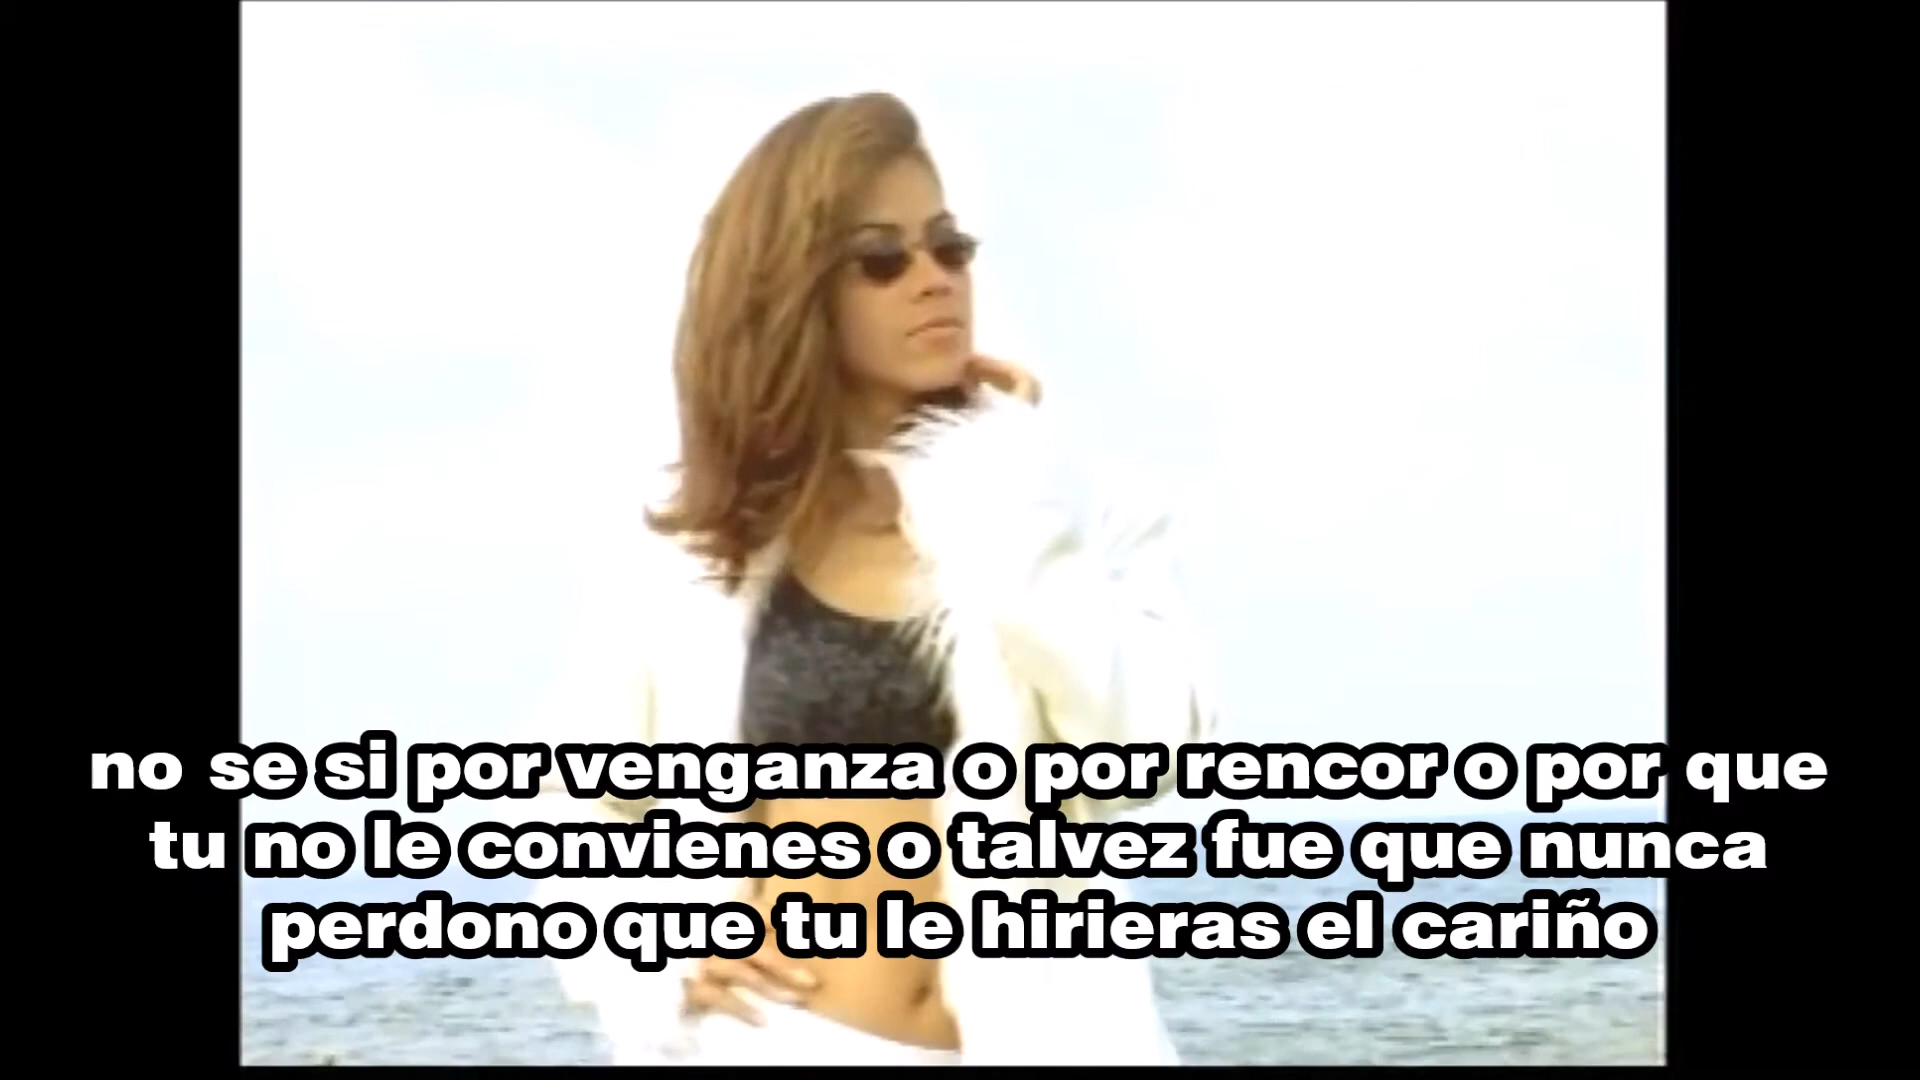 no se si por venganza o por rencor o por que
tu no le convienes o talvez fue que nunca
perdono que tu le hirieras el cariño